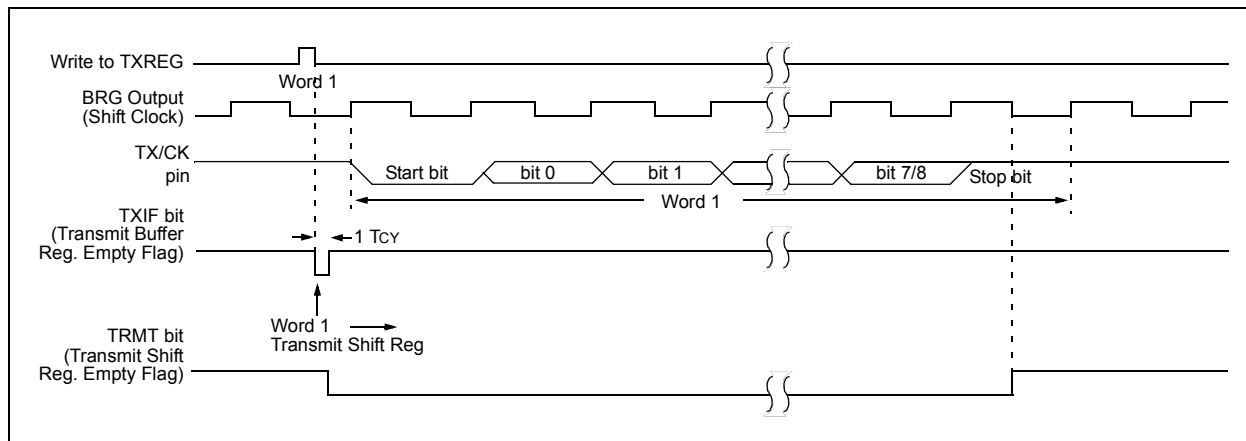 Write to TXREG
Word 1
BRG Output
(Shift Clock)
TX/CK
pin
Start bit
bit 0
bit 1
bit 7/8
Stop bit
Word 1
TXIF bit
(Transmit Buffer
Reg. Empty Flag)
1 TCY
Word 1
Transmit Shift Reg
TRMT bit
(Transmit Shift
Reg. Empty Flag)